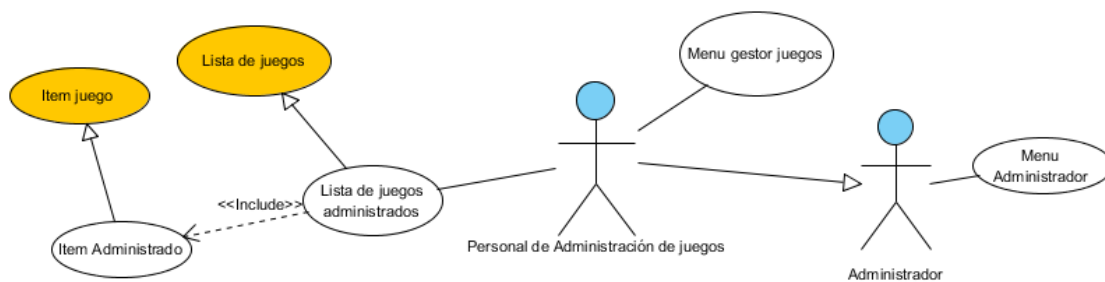 Menu gestor juegos
Lista de juegos
Item juego
Menu
Administrador
Lista de juegos
administrados
<<Include>>
Item Administrado
Personal de Administración de juegos
Administrador